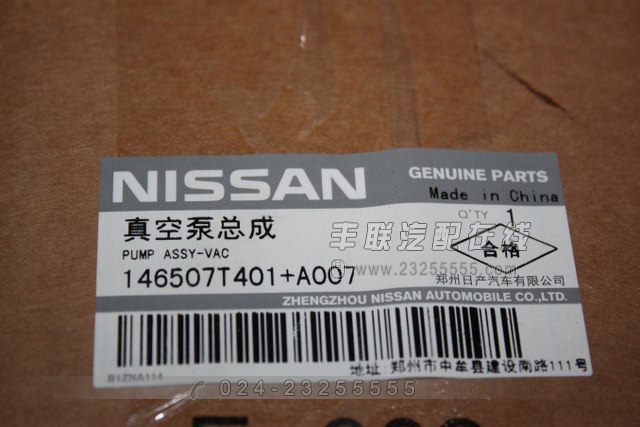 NISSAN
GENUINE PARTS
Made in China
Q'TY 1
真空泵总成
PUMP ASSY-VAC
146507T401+A007
合格
丰联汽配在线
www.23255555.com
郑州日产汽车有限公司
ZHENGZHOU NISSAN AUTOMOBILE CO.,LTD.
B1ZNA114
地址:郑州市中牟县建设南路111号
024-23255555